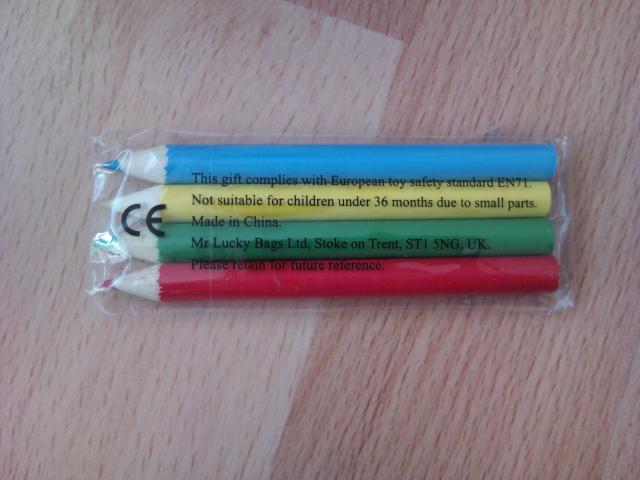 This gift complies with European toy safety standard EN71.
Not suitable for children under 36 months due to small parts.
CE
Made in China.
Mr Lucky Bags Ltd, Stoke on Trent, ST1 5NG, UK.
Please retain for future reference.